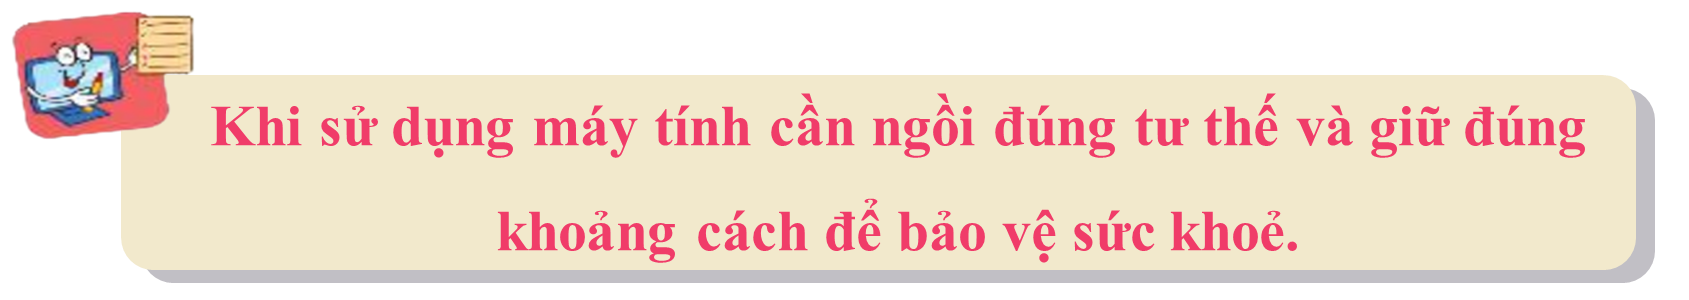 Khi sử dụng máy tính cần ngồi đúng tư thế và giữ đúng
khoảng cách để bảo vệ sức khoẻ.